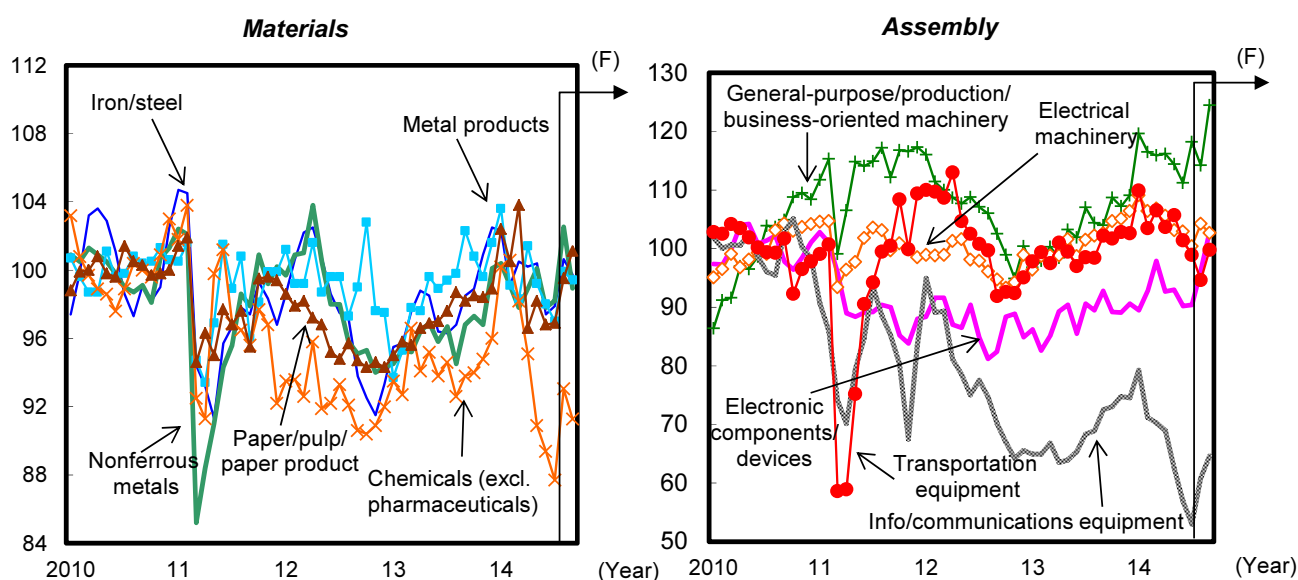 Materials
(F)
112
108
104
100
96
92
88
84
Iron/steel
Metal products
Nonferrous
metals
Paper/pulp/
paper product
Chemicals (excl.
pharmaceuticals)
2010
11
12
13
14
(Year)
Assembly
(F)
130
120
110
100
90
80
70
60
50
General-purpose/production/
business-oriented machinery
Electrical
machinery
Electronic
components/
devices
Transportation
equipment
Info/communications equipment
2010
11
12
13
14
(Year)